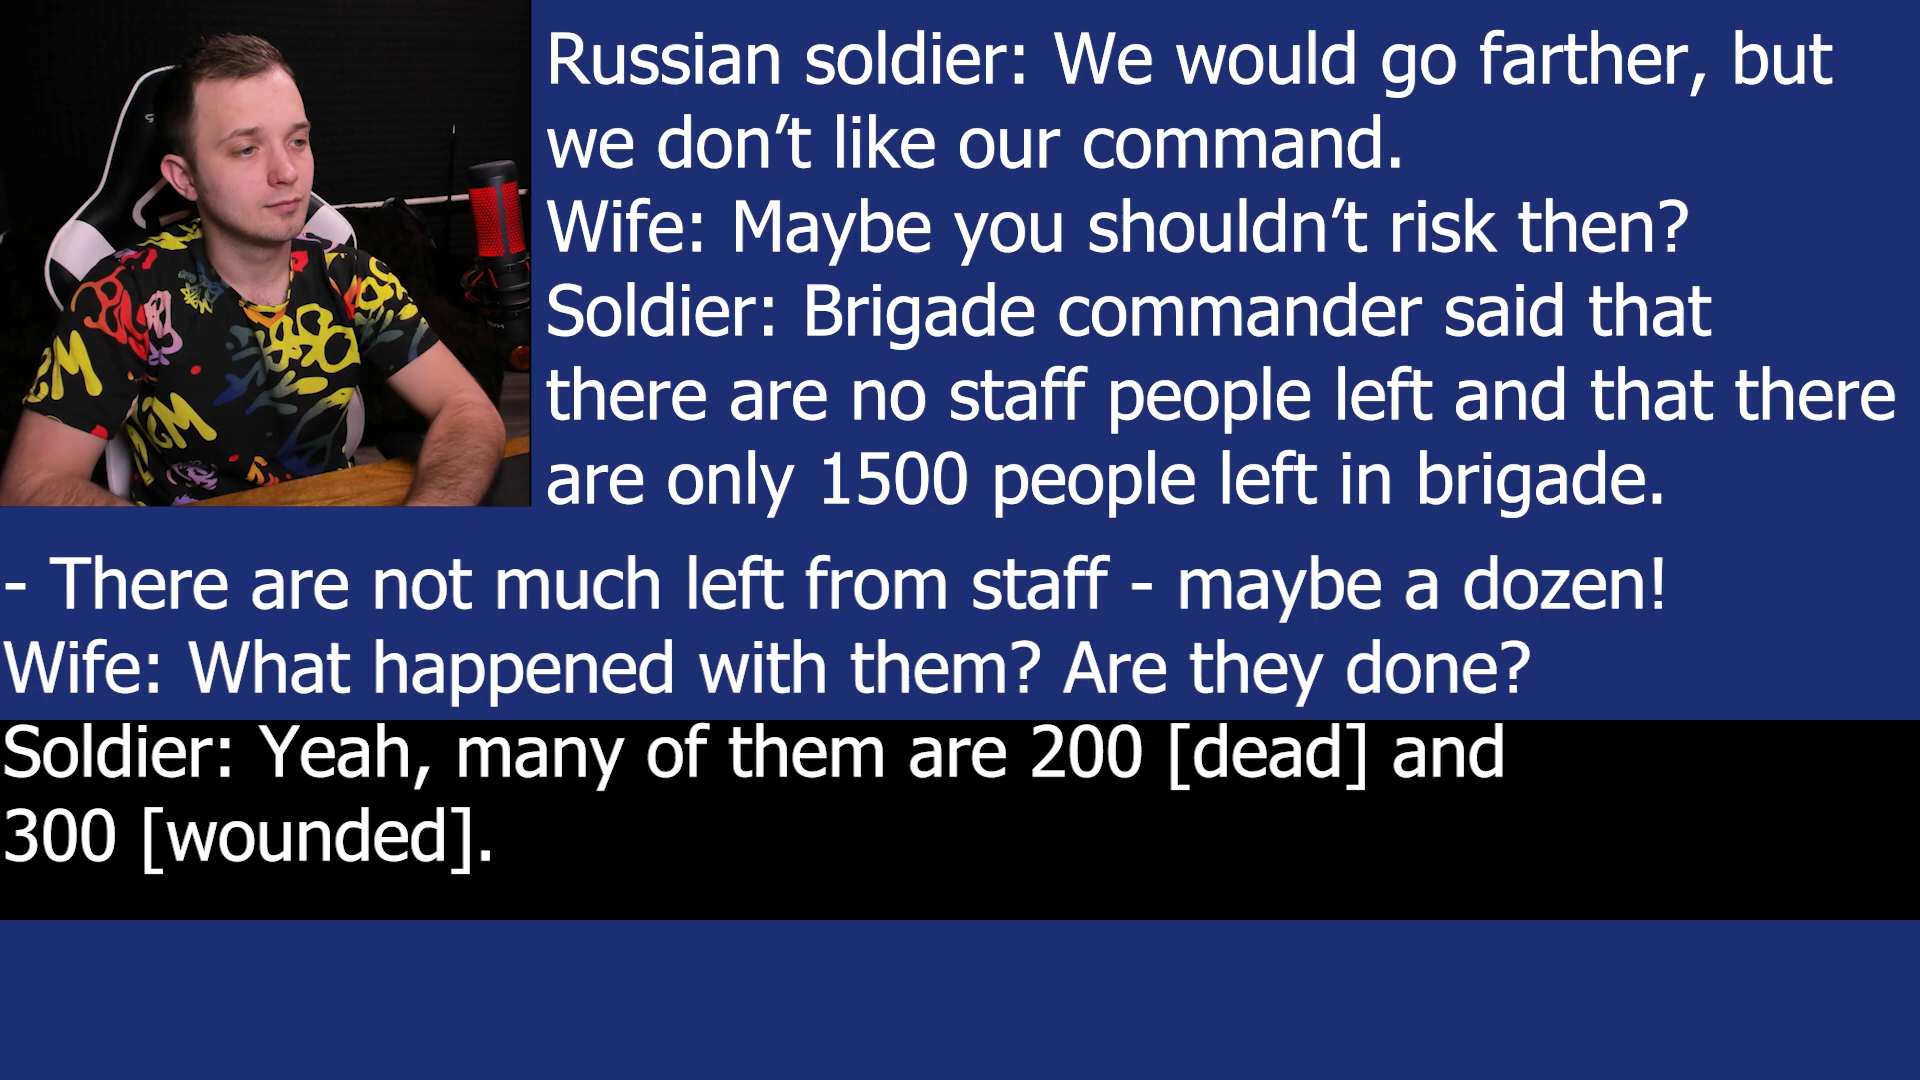 Russian soldier: We would go farther, but
we don’t like our command.
Wife: Maybe you shouldn’t risk then?
Soldier: Brigade commander said that
there are no staff people left and that there
are only 1500 people left in brigade.
- There are not much left from staff - maybe a dozen!
Wife: What happened with them? Are they done?
Soldier: Yeah, many of them are 200 [dead] and
300 [wounded].